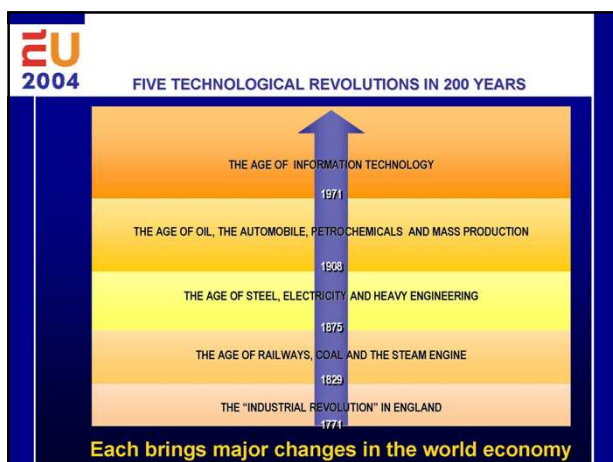 nlEU
2004
FIVE TECHNOLOGICAL REVOLUTIONS IN 200 YEARS
THE AGE OF INFORMATION TECHNOLOGY
1971
THE AGE OF OIL, THE AUTOMOBILE, PETROCHEMICALS AND MASS PRODUCTION
1908
THE AGE OF STEEL, ELECTRICITY AND HEAVY ENGINEERING
1875
THE AGE OF RAILWAYS, COAL AND THE STEAM ENGINE
1829
THE "INDUSTRIAL REVOLUTION" IN ENGLAND
1771
Each brings major changes in the world economy